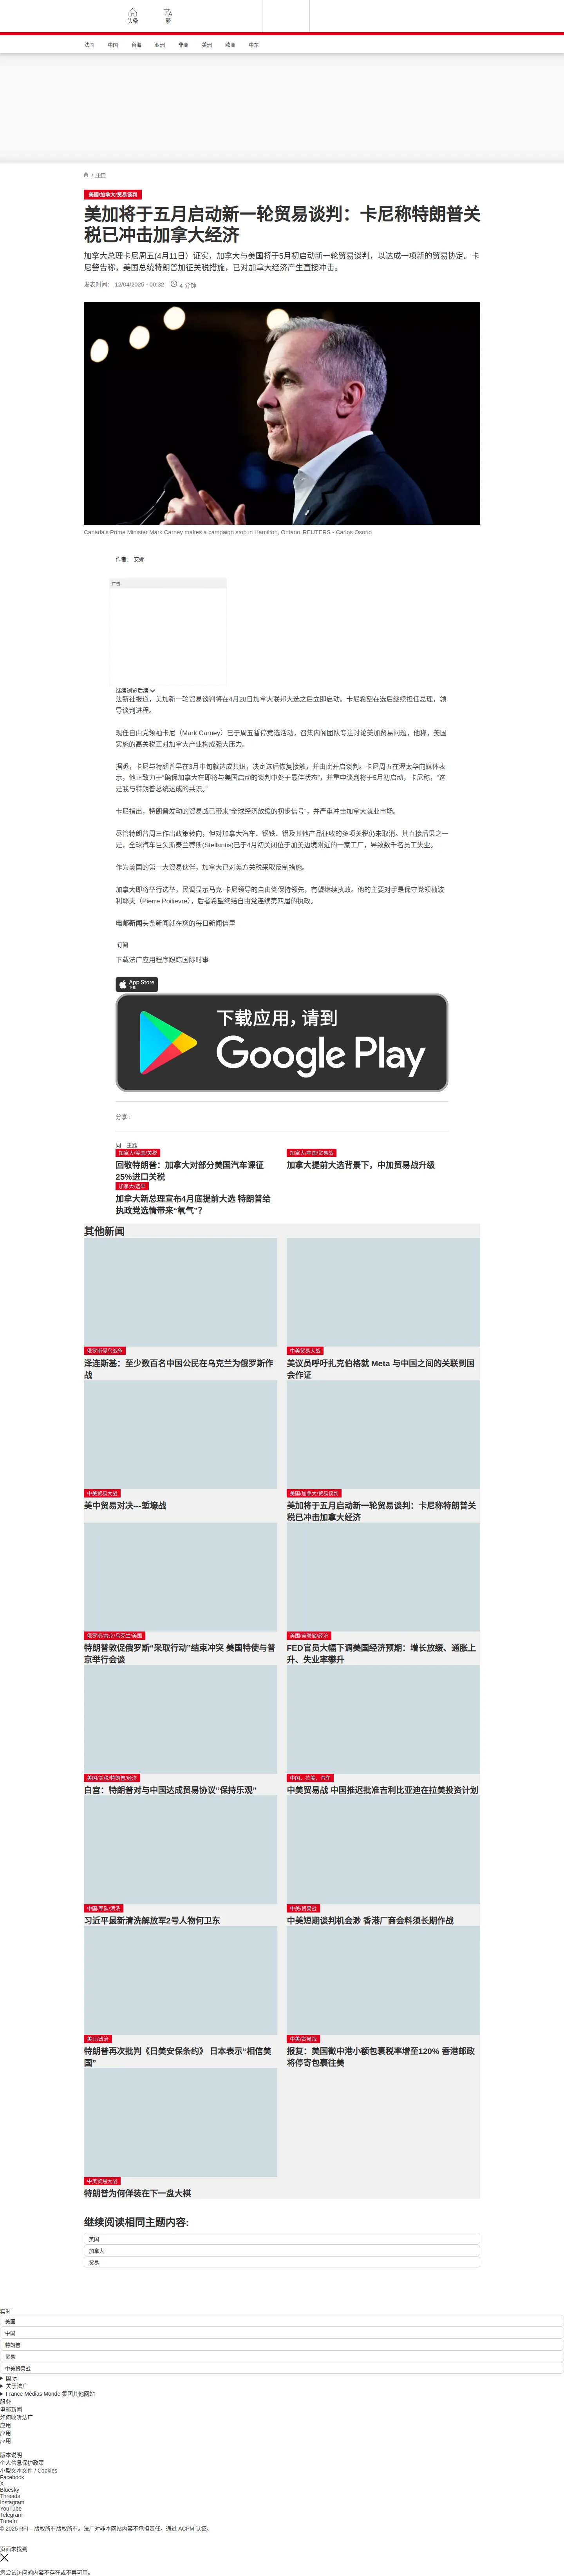 头条
繁
法国
中国
台海
亚洲
非洲
美洲
欧洲
中东
/ 中国
美国/加拿大/贸易谈判
美加将于五月启动新一轮贸易谈判：卡尼称特朗普关
税已冲击加拿大经济
加拿大总理卡尼周五(4月11日）证实，加拿大与美国将于5月初启动新一轮贸易谈判，以达成一项新的贸易协定。卡
尼警告称，美国总统特朗普加征关税措施，已对加拿大经济产生直接冲击。
发表时间： 12/04/2025 - 00:32
4 分钟
Canada's Prime Minister Mark Carney makes a campaign stop in Hamilton, Ontario REUTERS - Carlos Osorio
作者： 安娜
广告
继续浏览后续
法新社报道，美加新一轮贸易谈判将在4月28日加拿大联邦大选之后立即启动。卡尼希望在选后继续担任总理，领
导谈判进程。
现任自由党领袖卡尼（Mark Carney）已于周五暂停竞选活动，召集内阁团队专注讨论美加贸易问题，他称，美国
实施的高关税正对加拿大产业构成强大压力。
据悉，卡尼与特朗普早在3月中旬就达成共识，决定选后恢复接触，并由此开启谈判。卡尼周五在渥太华向媒体表
示，他正致力于“确保加拿大在即将与美国启动的谈判中处于最佳状态”，并重申谈判将于5月初启动，卡尼称，“这
是我与特朗普总统达成的共识。”
卡尼指出，特朗普发动的贸易战已带来“全球经济放缓的初步信号”，并严重冲击加拿大就业市场。
尽管特朗普周三作出政策转向，但对加拿大汽车、钢铁、铝及其他产品征收的多项关税仍未取消。其直接后果之一
是，全球汽车巨头斯泰兰蒂斯(Stellantis)已于4月初关闭位于加美边境附近的一家工厂，导致数千名员工失业。
作为美国的第一大贸易伙伴，加拿大已对美方关税采取反制措施。
加拿大即将举行选举，民调显示马克·卡尼领导的自由党保持领先，有望继续执政。他的主要对手是保守党领袖波
利耶夫（Pierre Poilievre），后者希望终结自由党连续第四届的执政。
电邮新闻头条新闻就在您的每日新闻信里
订阅
下载法广应用程序跟踪国际时事
App Store
下载
下载应用，请到
Google Play
分享 :
同一主题
加拿大/美国/关税
回敬特朗普：加拿大对部分美国汽车课征
25%进口关税
加拿大/中国/贸易战
加拿大提前大选背景下，中加贸易战升级
加拿大/选举
加拿大新总理宣布4月底提前大选 特朗普给
执政党选情带来“氧气”？
其他新闻
俄罗斯侵乌战争
泽连斯基：至少数百名中国公民在乌克兰为俄罗斯作
战
中美贸易大战
美议员呼吁扎克伯格就 Meta 与中国之间的关联到国
会作证
中美贸易大战
美中贸易对决---堑壕战
美国/加拿大/贸易谈判
美加将于五月启动新一轮贸易谈判：卡尼称特朗普关
税已冲击加拿大经济
俄罗斯/普京/乌克兰/美国
特朗普敦促俄罗斯“采取行动”结束冲突 美国特使与普
京举行会谈
美国/美联储/经济
FED官员大幅下调美国经济预期：增长放缓、通胀上
升、失业率攀升
美国/关税/特朗普/经济
白宫：特朗普对与中国达成贸易协议“保持乐观”
中国，拉美，汽车
中美贸易战 中国推迟批准吉利比亚迪在拉美投资计划
中国/军队/清洗
习近平最新清洗解放军2号人物何卫东
中美/贸易战
中美短期谈判机会渺 香港厂商会料须长期作战
美日/政治
特朗普再次批判《日美安保条约》 日本表示“相信美
国”
中美/贸易战
报复：美国徵中港小额包裹税率增至120% 香港邮政
将停寄包裹往美
中美贸易大战
特朗普为何佯装在下一盘大棋
继续阅读相同主题内容:
美国
加拿大
贸易
实时
美国
中国
特朗普
贸易
中美贸易战
国际
关于法广
France Médias Monde 集团其他网站
服务
电邮新闻
如何收听法广
应用
应用
应用
版本说明
个人信息保护政策
小型文本文件 / Cookies
Facebook
X
Bluesky
Threads
Instagram
YouTube
Telegram
TuneIn
© 2025 RFI – 版权所有版权所有。法广对非本网站内容不承担责任。通过 ACPM 认证。
页面未找到
您尝试访问的内容不存在或不再可用。